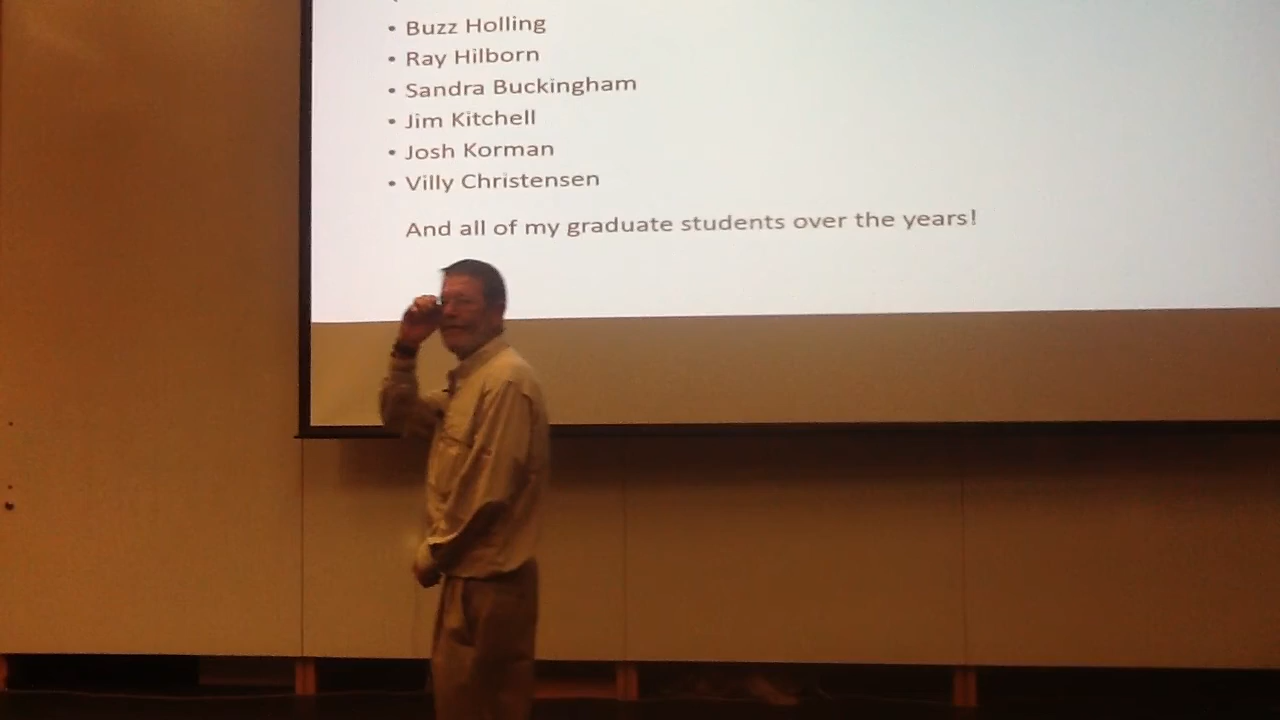 • Buzz Holling
• Ray Hilborn
• Sandra Buckingham
• Jim Kitchell
• Josh Korman
• Villy Christensen
And all of my graduate students over the years!